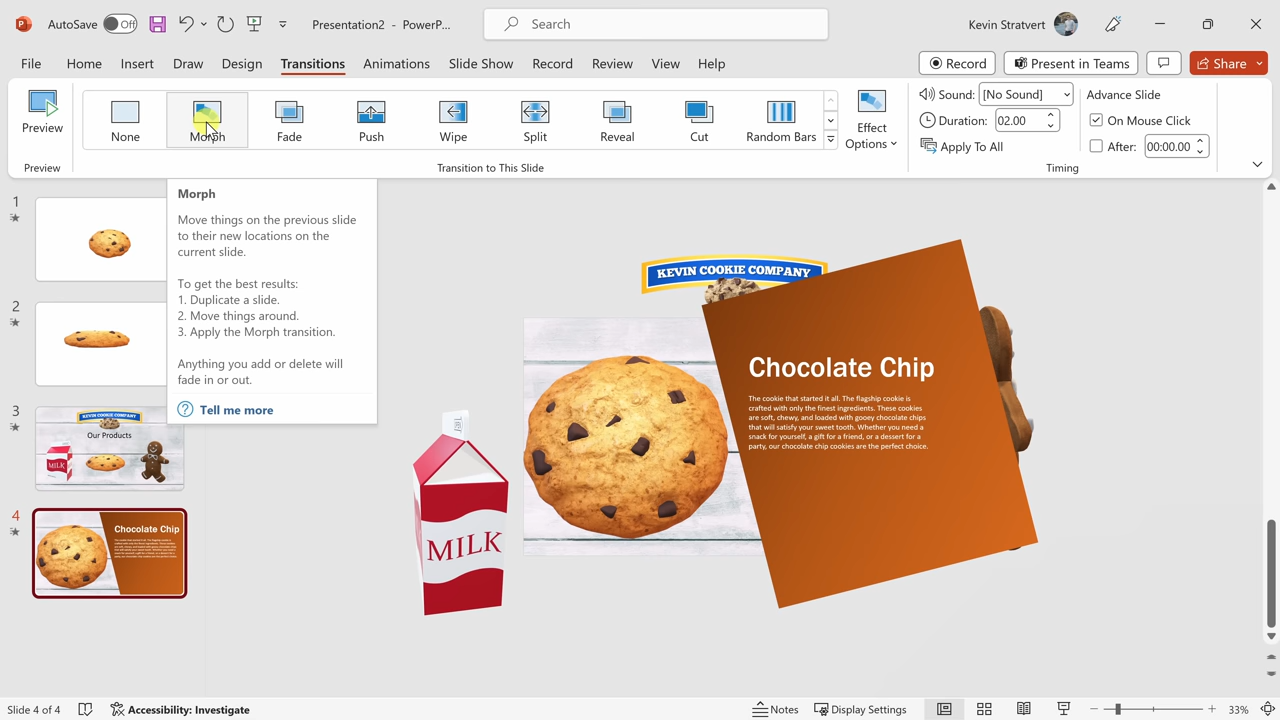 AutoSave Off
Presentation2 - PowerP...
Search
Kevin Stratvert
File Home Insert Draw Design Transitions Animations Slide Show Record Review View Help
Record
Present in Teams
Share
Preview
None
Morph
Fade
Push
Wipe
Split
Reveal
Cut
Random Bars
Effect
Options
Sound: [No Sound]
Duration: 02.00
Apply To All
Advance Slide
On Mouse Click
After: 00:00.00
Preview
Transition to This Slide
Timing
Morph
Move things on the previous slide
to their new locations on the
current slide.
To get the best results:
1. Duplicate a slide.
2. Move things around.
3. Apply the Morph transition.
Anything you add or delete will
fade in or out.
Tell me more
1
2
3
KEVIN COOKIE COMPANY
Our Products
MILK
4
Chocolate Chip
KEVIN COOKIE COMPANY
Chocolate Chip
The cookie that started it all. The flagship cookie is
crafted with only the finest ingredients. These cookies
are soft, chewy, and loaded with gooey chocolate chips
that will satisfy your sweet tooth. Whether you need a
snack for yourself, a gift for a friend, or a dessert for a
party, our chocolate chip cookies are the perfect choice.
MILK
Slide 4 of 4
Accessibility: Investigate
Notes
Display Settings
33%